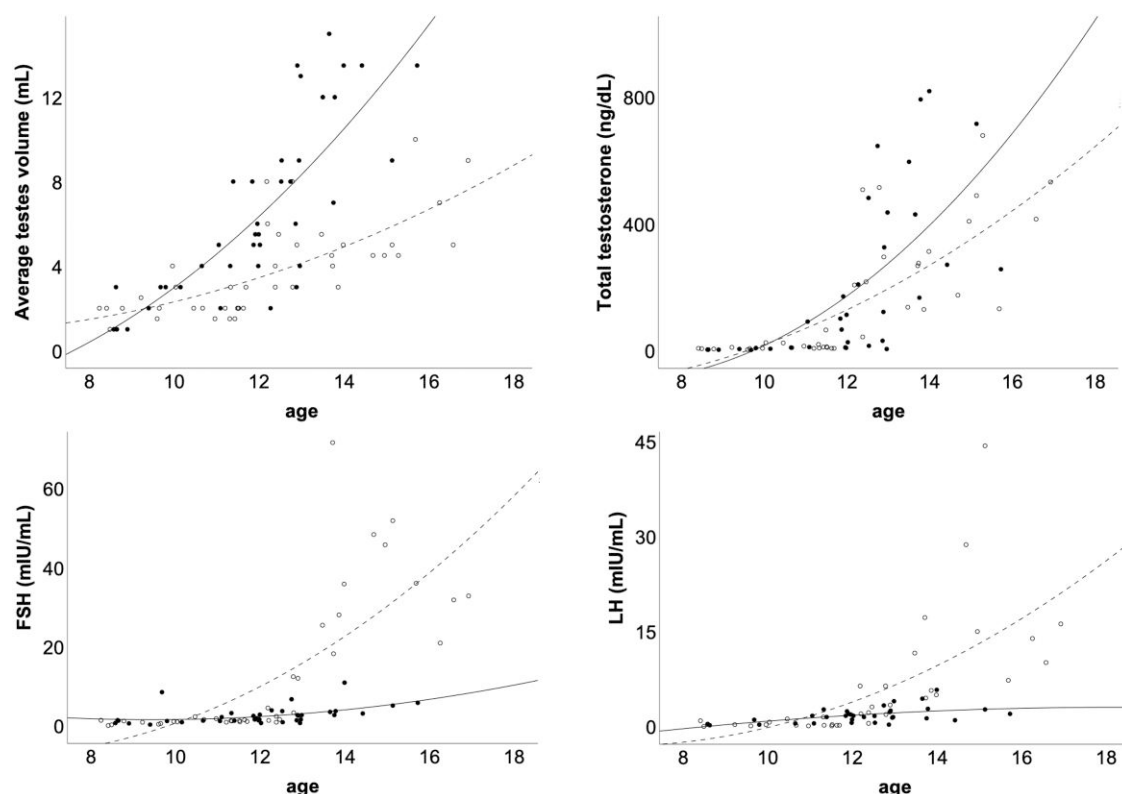 Average testes volume (mL)
12
8
4
0
8 10 12 14 16 18
age
Total testosterone (ng/dL)
800
400
0
8 10 12 14 16 18
age
FSH (mIU/mL)
60
40
20
0
8 10 12 14 16 18
age
LH (mIU/mL)
45
30
15
0
8 10 12 14 16 18
age